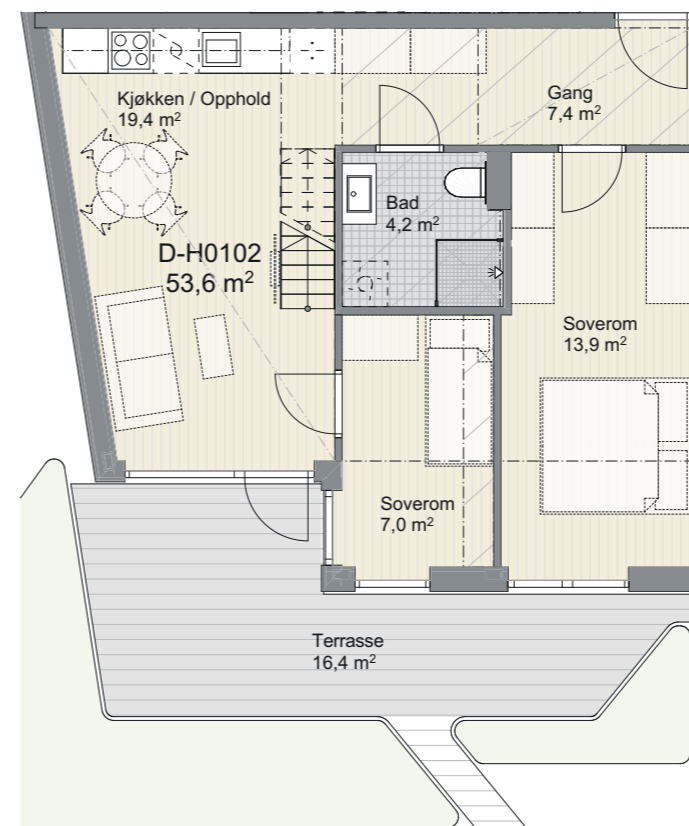 Kjøkken / Opphold
19,4 m²
Gang
7,4 m²
Bad
4,2 m²
D-H0102
53,6 m²
Soverom
13,9 m²
Soverom
7,0 m²
Terrasse
16,4 m²